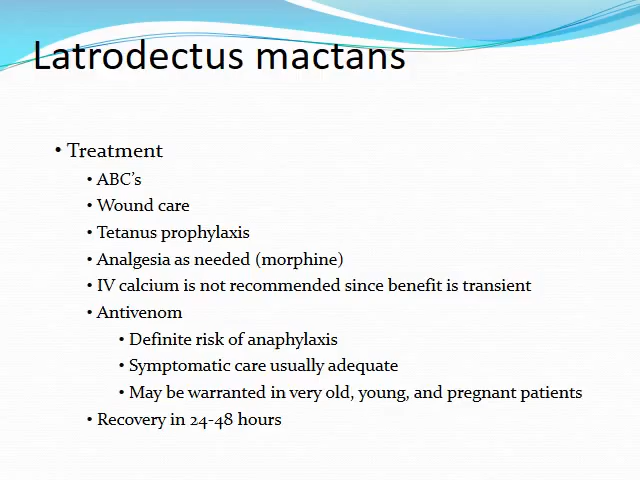 Latrodectus mactans
• Treatment
• ABC's
• Wound care
• Tetanus prophylaxis
• Analgesia as needed (morphine)
• IV calcium is not recommended since benefit is transient
• Antivenom
• Definite risk of anaphylaxis
• Symptomatic care usually adequate
• May be warranted in very old, young, and pregnant patients
• Recovery in 24-48 hours